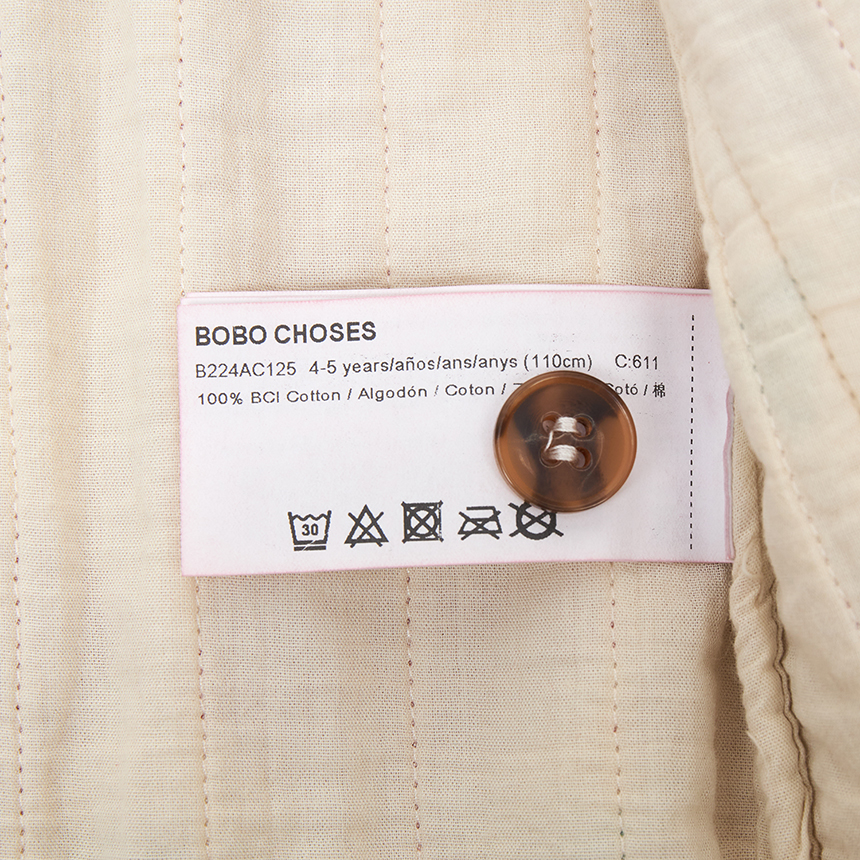 BOBO CHOSES
B224AC125 4-5 years/años/ans/anys (110cm) C:611
100% BCI Cotton / Algodón / Coton / Cotó / 棉
30